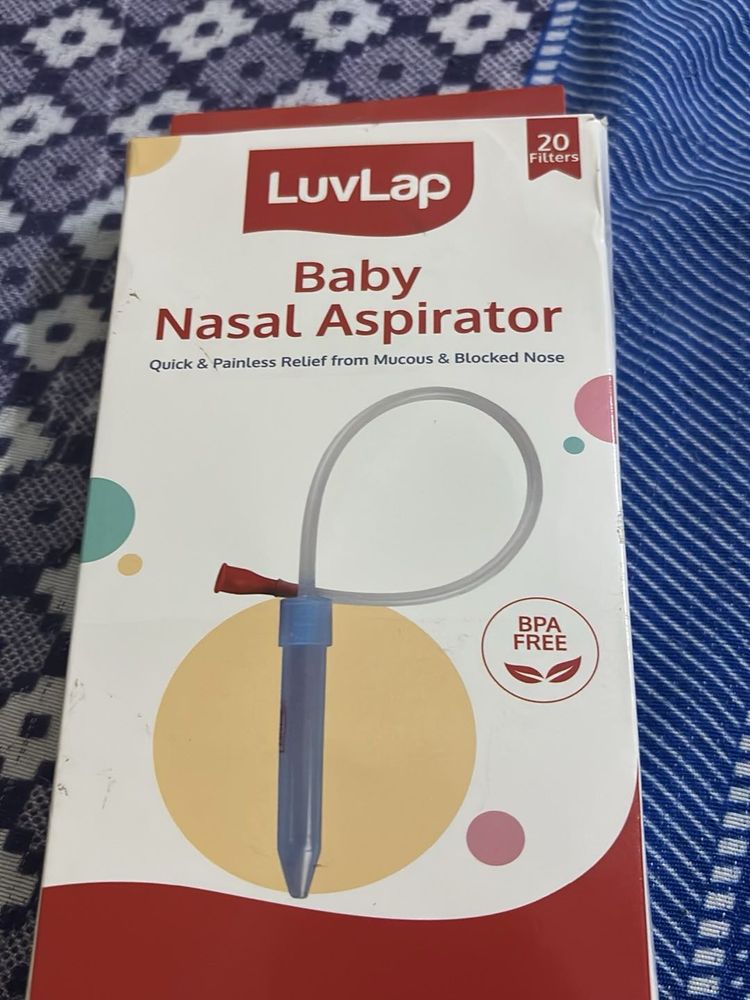 20
Filters
LuvLap
Baby
Nasal Aspirator
Quick & Painless Relief from Mucous & Blocked Nose
BPA
FREE